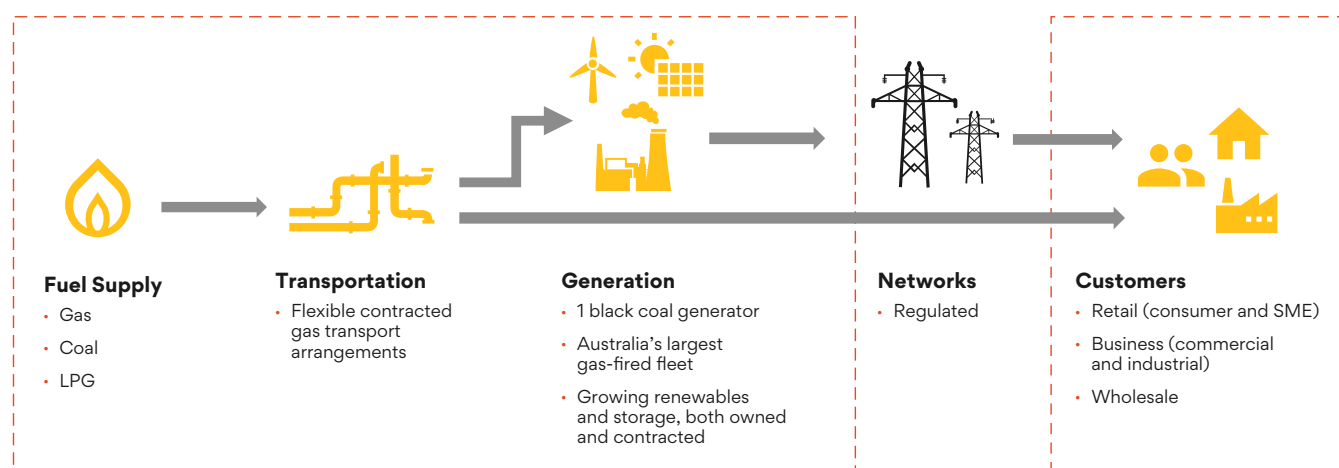 Fuel Supply
• Gas
• Coal
• LPG
Transportation
• Flexible contracted
gas transport
arrangements
Generation
• 1 black coal generator
• Australia’s largest
gas-fired fleet
• Growing renewables
and storage, both owned
and contracted
Networks
• Regulated
Customers
• Retail (consumer and SME)
• Business (commercial
and industrial)
• Wholesale